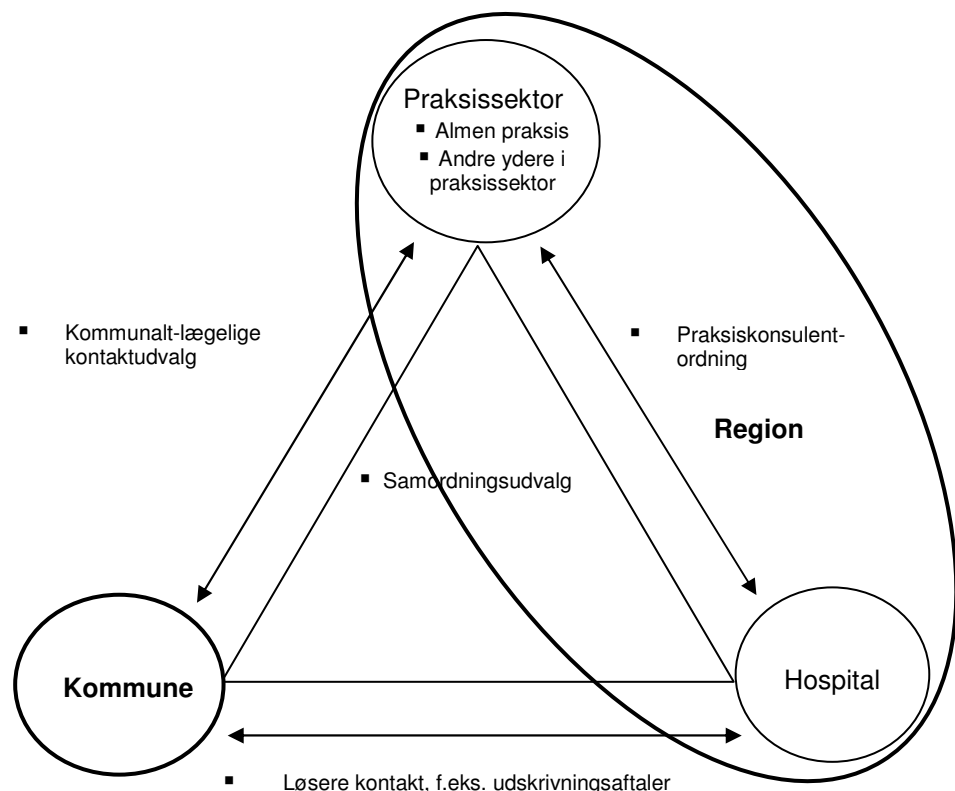 Praksissektor
▪ Almen praksis
▪ Andre ydere i
praksissektor
▪ Kommunalt-lægelige
kontaktudvalg
▪ Praksiskonsulent-
ordning
Region
▪ Samordningsudvalg
Kommune
Hospital
▪ Løsere kontakt, f.eks. udskrivningsaftaler